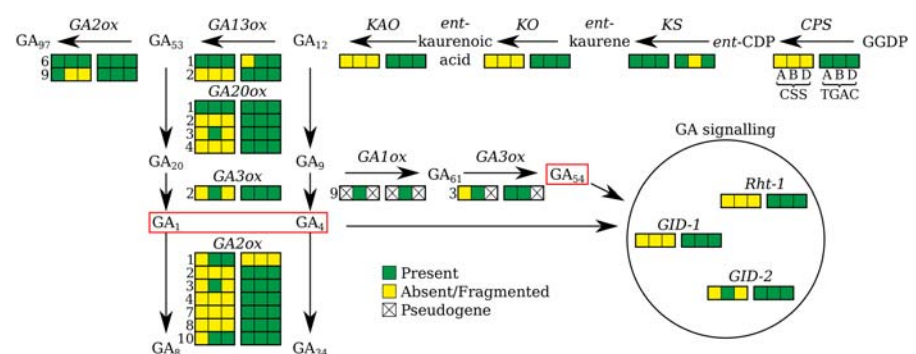 GA2ox GA13ox KAO ent- KO ent- KS CPS
GA97 GA53 GA12 kaurenoic acid kaurene ent-CDP GGDP
6
9
1
2
A B D A B D
CSS TGAC
GA20ox
1
2
3
4
GA signalling
GA20 GA9 GA1ox GA61 GA3ox GA54
9 3
GA3ox
2
Rht-1
GA1 GA4
GID-1
GA2ox
1
2
3
4
7
8
10
GID-2
Present
Absent/Fragmented
Pseudogene
GA8 GA34